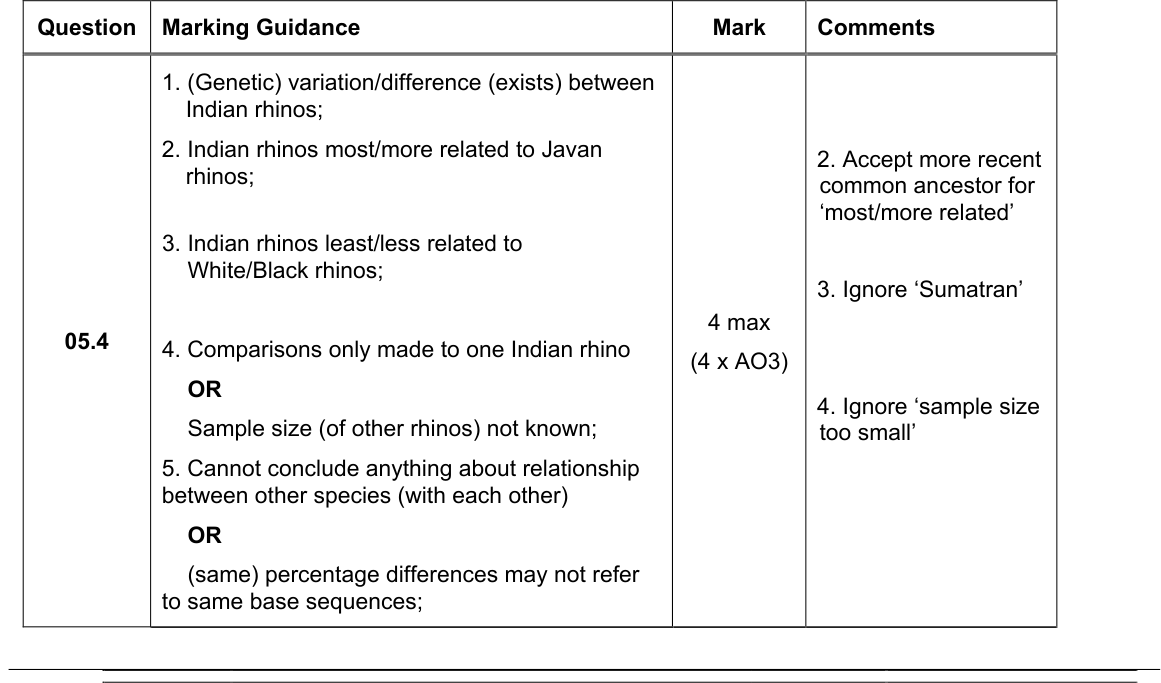 Question Marking Guidance Mark Comments
1. (Genetic) variation/difference (exists) between
Indian rhinos;
2. Indian rhinos most/more related to Javan
rhinos;
3. Indian rhinos least/less related to
White/Black rhinos;
4. Comparisons only made to one Indian rhino
OR
Sample size (of other rhinos) not known;
5. Cannot conclude anything about relationship
between other species (with each other)
OR
(same) percentage differences may not refer
to same base sequences;
05.4
4 max
(4 x AO3)
2. Accept more recent
common ancestor for
‘most/more related’
3. Ignore ‘Sumatran’
4. Ignore ‘sample size
too small’